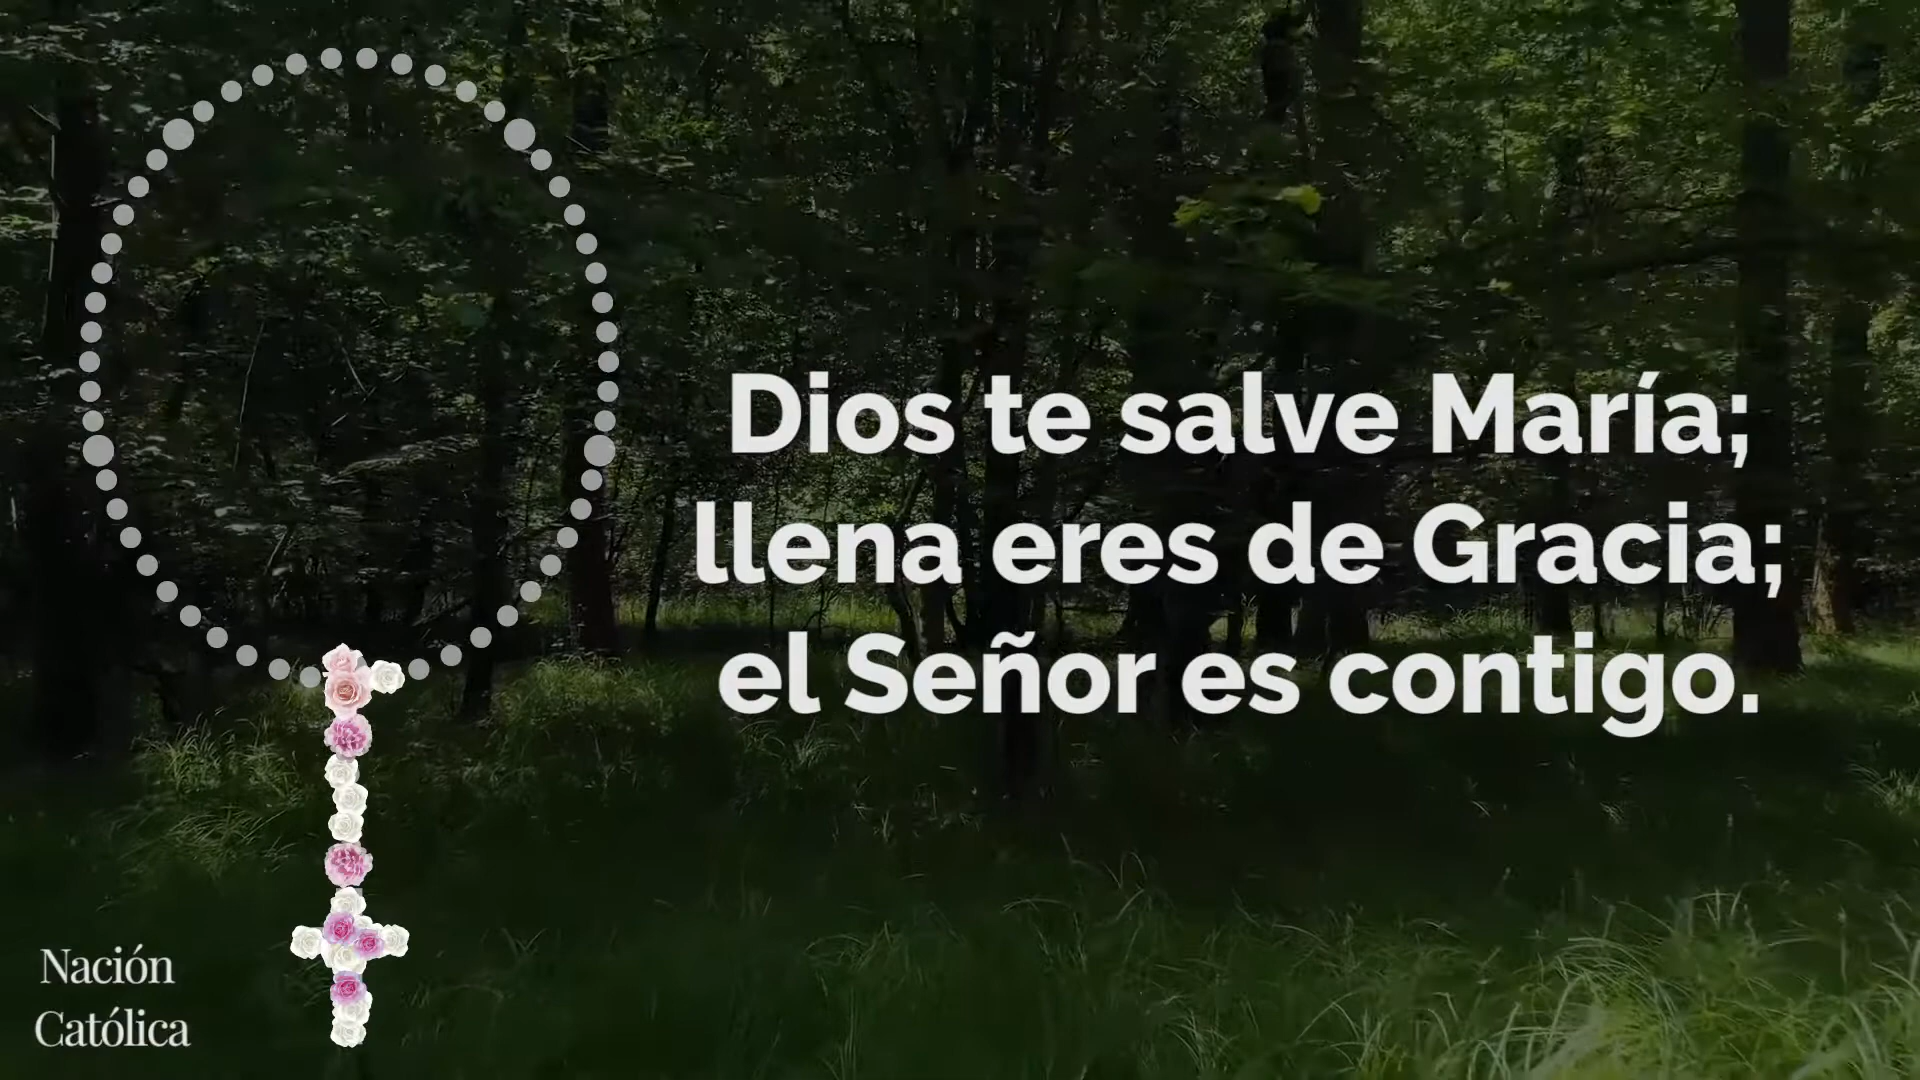 Dios te salve María;
llena eres de Gracia;
el Señor es contigo.
Nación
Católica